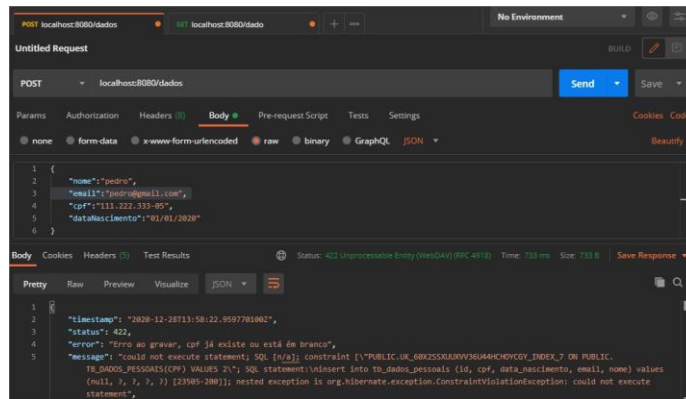 POST localhost:8080/dados
GET localhost:8080/dado
No Environment
Untitled Request
BUILD
POST localhost:8080/dados Send Save
Params Authorization Headers (8) Body Pre-request Script Tests Settings Cookies Cod
none form-data x-www-form-urlencoded raw binary GraphQL JSON Beautify
1 {
2 "nome":"pedro",
3 "email":"pedro@gmail.com",
4 "cpf":"111.222.333-05",
5 "dataNascimento":"01/01/2020"
6 }
Body Cookies Headers (5) Test Results Status: 422 Unprocessable Entity (WebDAV) (RFC 4918) Time: 733 ms Size: 733 B Save Response
Pretty Raw Preview Visualize JSON
1 {
2 "timestamp": "2020-12-28T13:58:22.959770100Z",
3 "status": 422,
4 "error": "Erro ao gravar, cpf já existe ou está ém branco",
5 "message": "could not execute statement; SQL [n/a]; constraint [\"PUBLIC.UK_60X2SSXUUXVV36U44HCHOYCGY_INDEX_7 ON PUBLIC.
TB_DADOS_PESSOAIS(CPF) VALUES 2\"; SQL statement:\ninsert into tb_dados_pessoais (id, cpf, data_nascimento, email, nome) values
(null, ?, ?, ?, ?) [23505-200]]; nested exception is org.hibernate.exception.ConstraintViolationException: could not execute
statement",